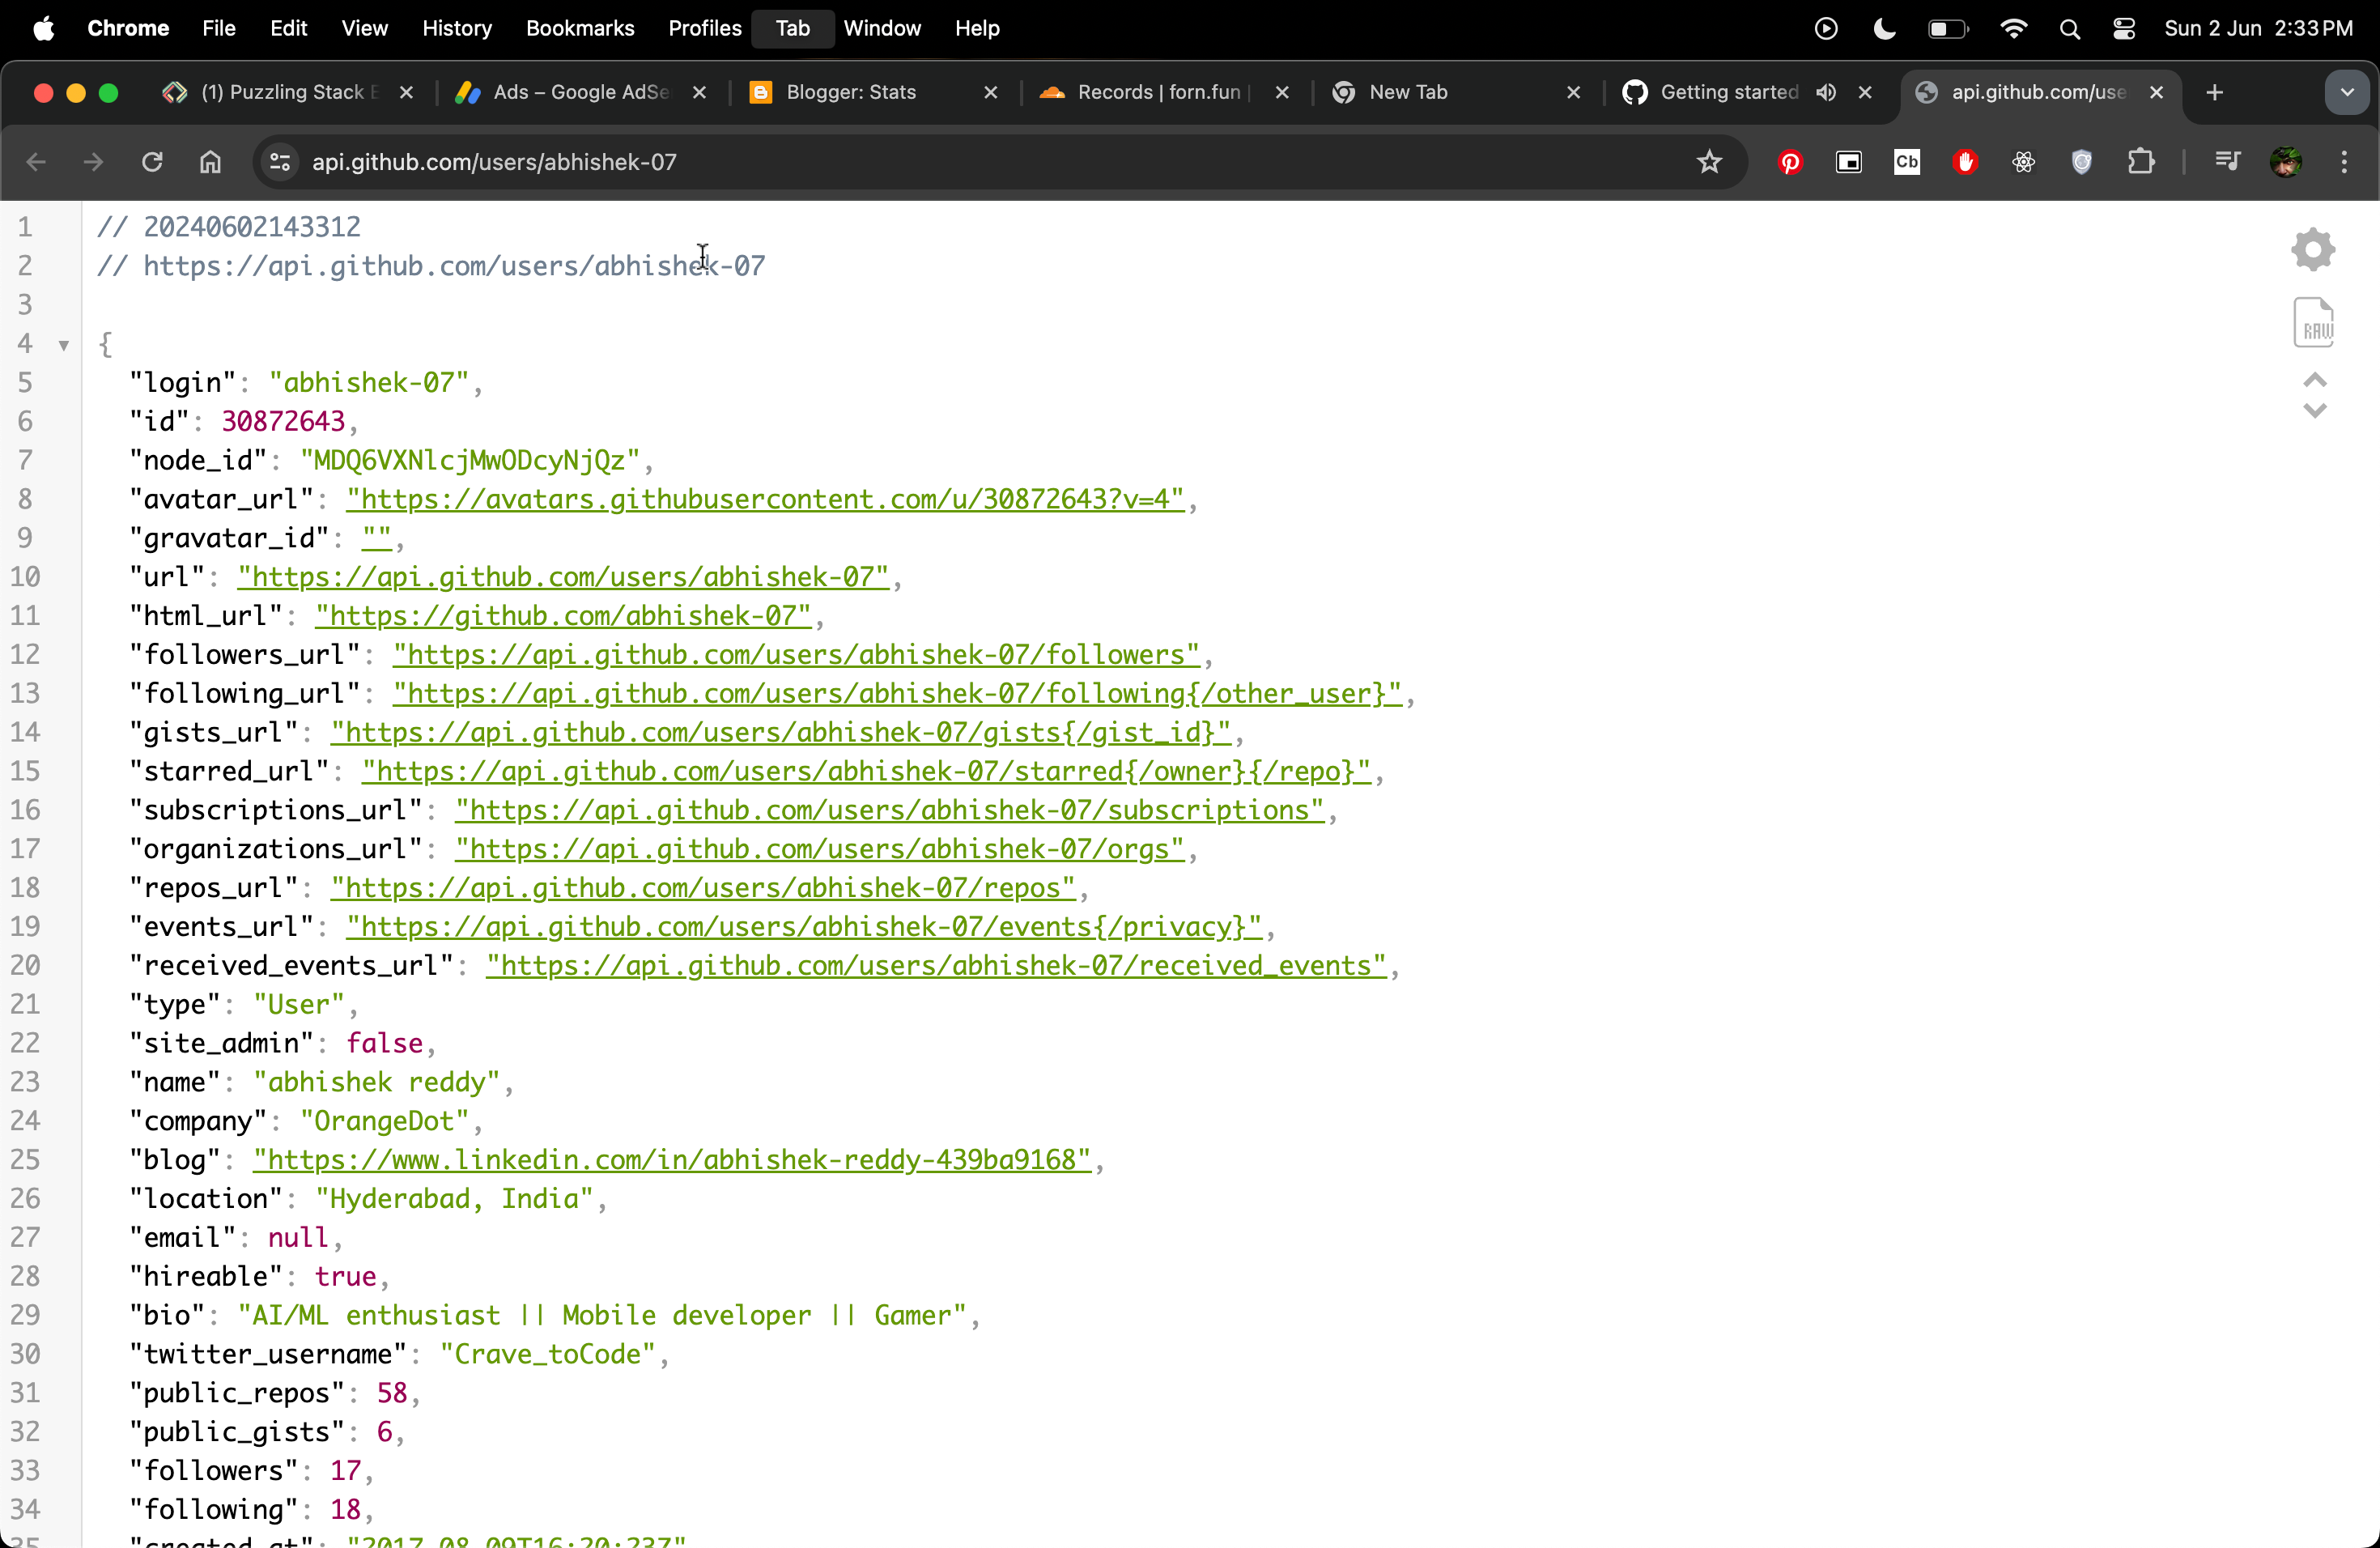 Chrome File Edit View History Bookmarks Profiles Tab Window Help Sun 2 Jun 2:33 PM
(1) Puzzling Stack E Ads – Google AdSe Blogger: Stats Records | forn.fun | New Tab Getting started api.github.com/use
api.github.com/users/abhishek-07 Cb
1 // 20240602143312
2 // https://api.github.com/users/abhishek-07
3
RAW
4 {
5 "login": "abhishek-07",
6 "id": 30872643,
7 "node_id": "MDQ6VXNlcjMwODcyNjQz",
8 "avatar_url": "https://avatars.githubusercontent.com/u/30872643?v=4",
9 "gravatar_id": "",
10 "url": "https://api.github.com/users/abhishek-07",
11 "html_url": "https://github.com/abhishek-07",
12 "followers_url": "https://api.github.com/users/abhishek-07/followers",
13 "following_url": "https://api.github.com/users/abhishek-07/following{/other_user}",
14 "gists_url": "https://api.github.com/users/abhishek-07/gists{/gist_id}",
15 "starred_url": "https://api.github.com/users/abhishek-07/starred{/owner}{/repo}",
16 "subscriptions_url": "https://api.github.com/users/abhishek-07/subscriptions",
17 "organizations_url": "https://api.github.com/users/abhishek-07/orgs",
18 "repos_url": "https://api.github.com/users/abhishek-07/repos",
19 "events_url": "https://api.github.com/users/abhishek-07/events{/privacy}",
20 "received_events_url": "https://api.github.com/users/abhishek-07/received_events",
21 "type": "User",
22 "site_admin": false,
23 "name": "abhishek reddy",
24 "company": "OrangeDot",
25 "blog": "https://www.linkedin.com/in/abhishek-reddy-439ba9168",
26 "location": "Hyderabad, India",
27 "email": null,
28 "hireable": true,
29 "bio": "AI/ML enthusiast || Mobile developer || Gamer",
30 "twitter_username": "Crave_toCode",
31 "public_repos": 58,
32 "public_gists": 6,
33 "followers": 17,
34 "following": 18,
35 "created_at": "2017-08-09T16:20:23Z"